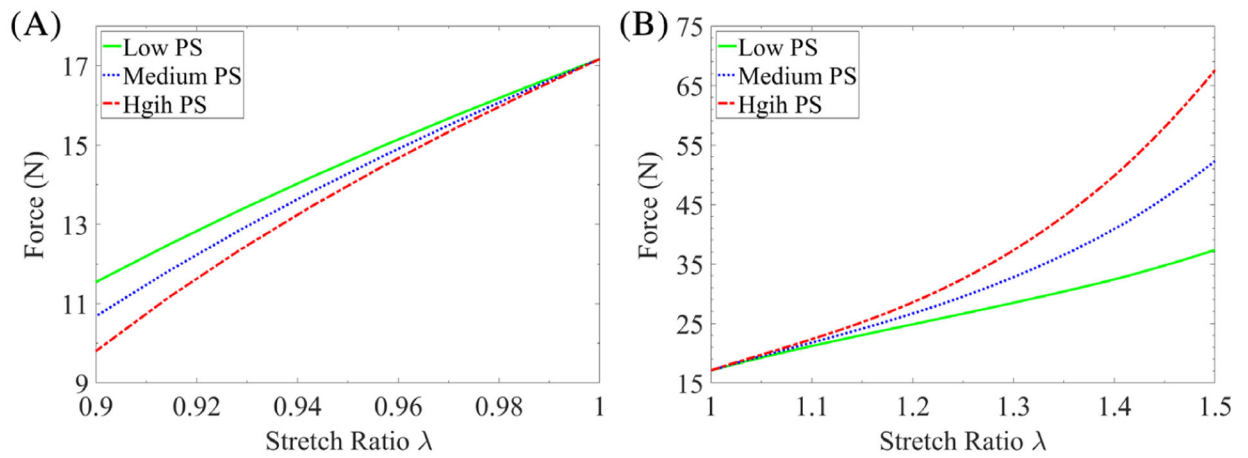 (A)
Low PS
Medium PS
Hgih PS
17
15
13
11
9
Force (N)
0.9 0.92 0.94 0.96 0.98 1
Stretch Ratio λ
(B)
Low PS
Medium PS
Hgih PS
75
65
55
45
35
25
15
Force (N)
1 1.1 1.2 1.3 1.4 1.5
Stretch Ratio λ